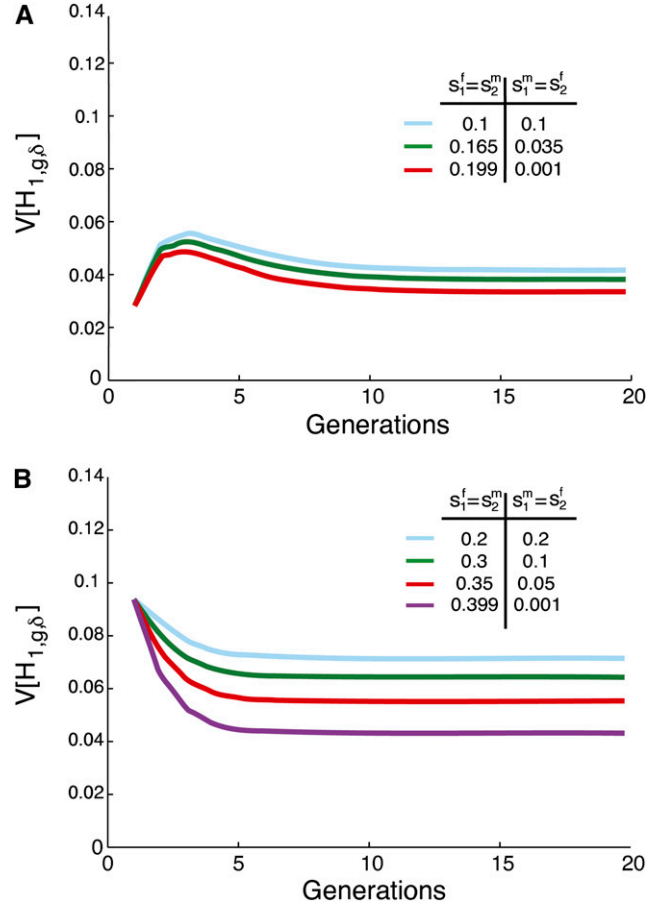 A
0.14
0.12
0.1
0.08
0.06
0.04
0.02
0
V[H1,g,δ]
s1f=s2m s1m=s2f
0.1 0.1
0.165 0.035
0.199 0.001
0 5 10 15 20
Generations
B
0.14
0.12
0.1
0.08
0.06
0.04
0.02
0
V[H1,g,δ]
s1f=s2m s1m=s2f
0.2 0.2
0.3 0.1
0.35 0.05
0.399 0.001
0 5 10 15 20
Generations